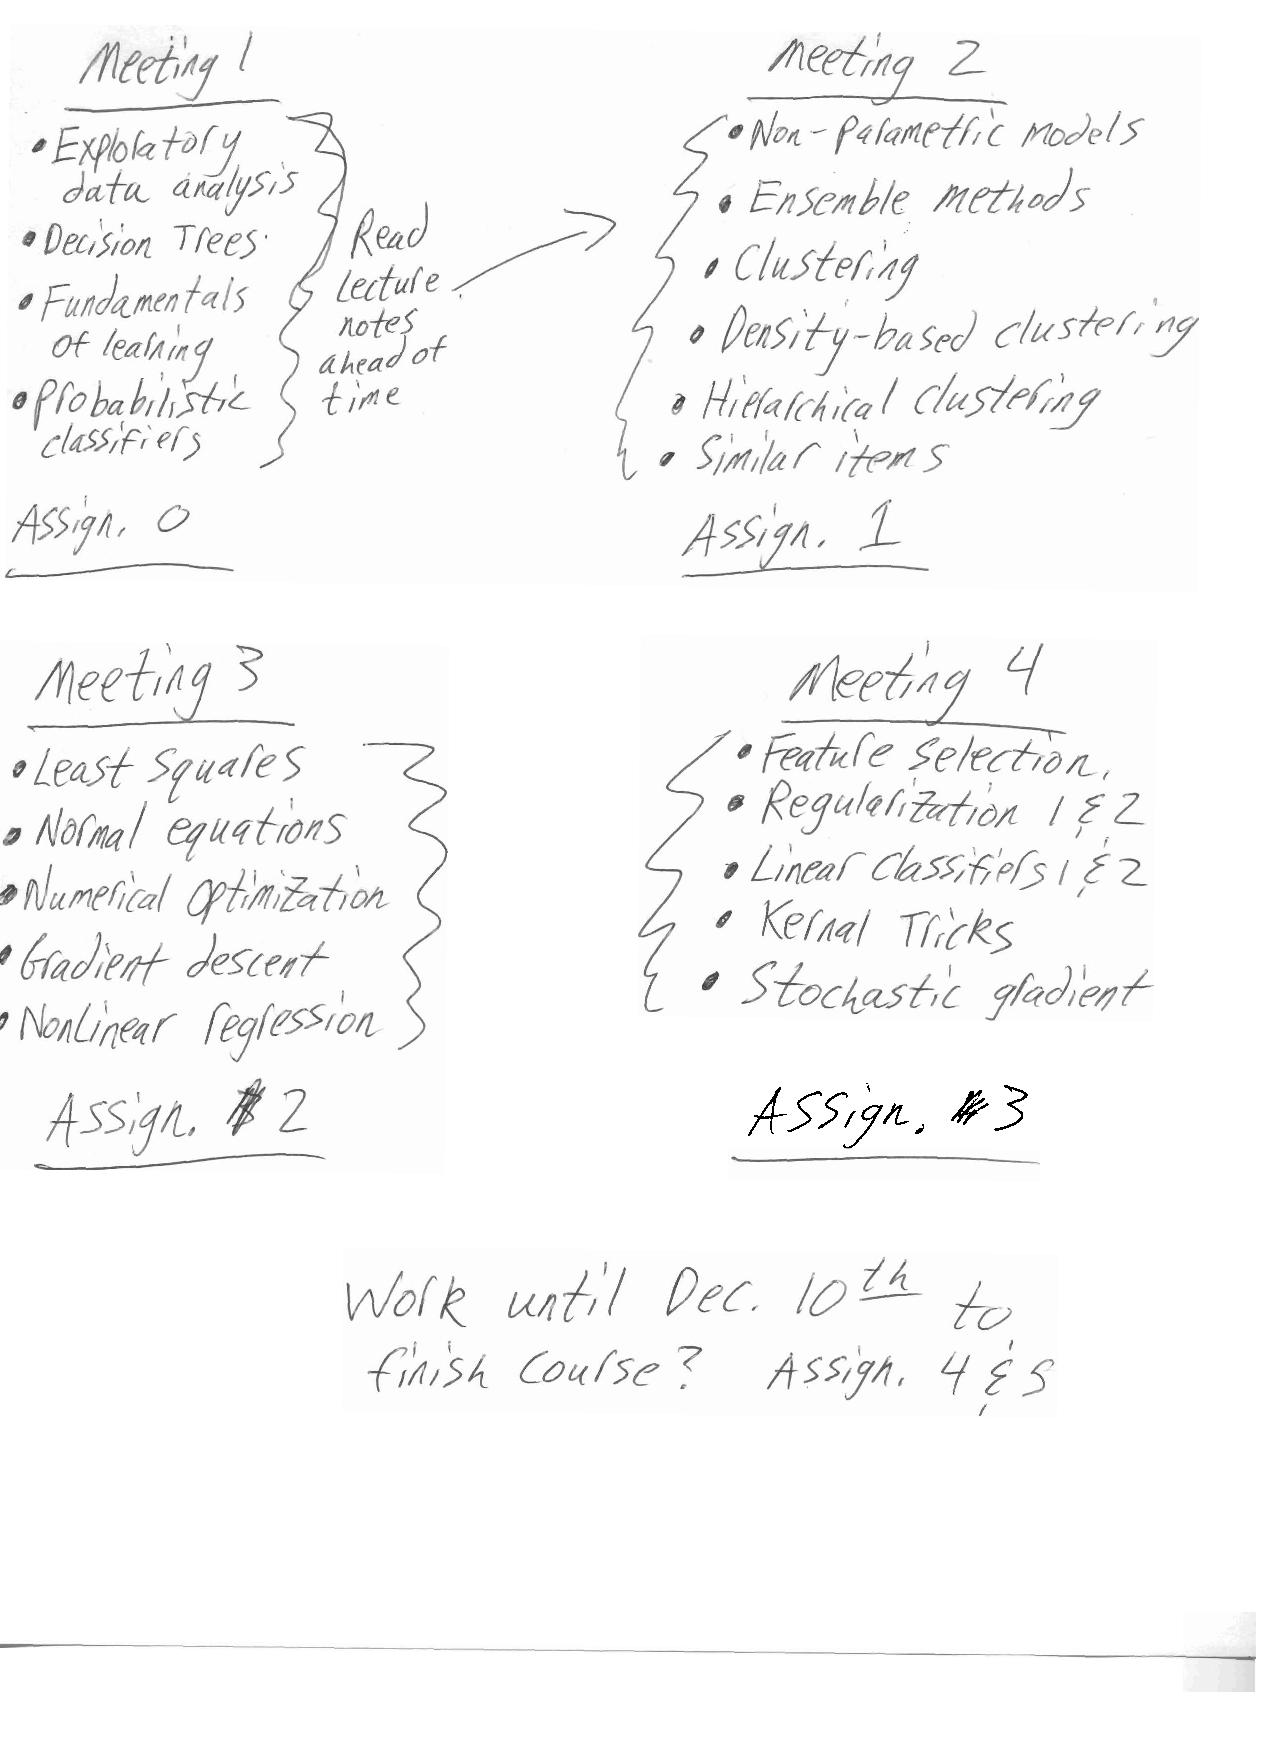 Meeting 1
• Exploratory
data analysis
• Decision Trees
• Fundamentals
of learning
• Probabilistic
classifiers
Read
lecture
notes
ahead of
time
Assign. 0
Meeting 2
• Non-Parametric models
• Ensemble methods
• Clustering
• Density-based clustering
• Hierarchical clustering
• Similar items
Assign. 1
Meeting 3
• Least squares
• Normal equations
• Numerical optimization
• Gradient descent
• Nonlinear regression
Assign. 2
Meeting 4
• Feature selection,
• Regularization 1 & 2
• Linear classifiers 1 & 2
• Kernal Tricks
• Stochastic gradient
Assign. 3
Work until Dec. 10th to
finish course? Assign. 4 & 5